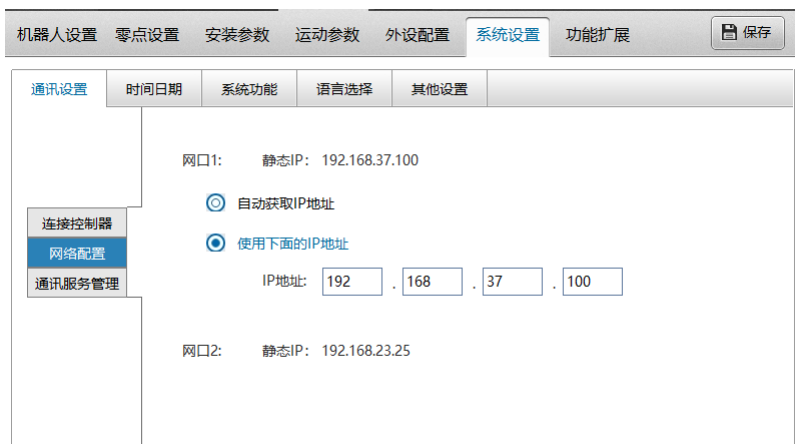 机器人设置 零点设置 安装参数 运动参数 外设配置 系统设置 功能扩展 保存
通讯设置 时间日期 系统功能 语言选择 其他设置
网口1: 静态IP: 192.168.37.100
自动获取IP地址
连接控制器
使用下面的IP地址
网络配置
IP地址: 192 . 168 . 37 . 100
通讯服务管理
网口2: 静态IP: 192.168.23.25